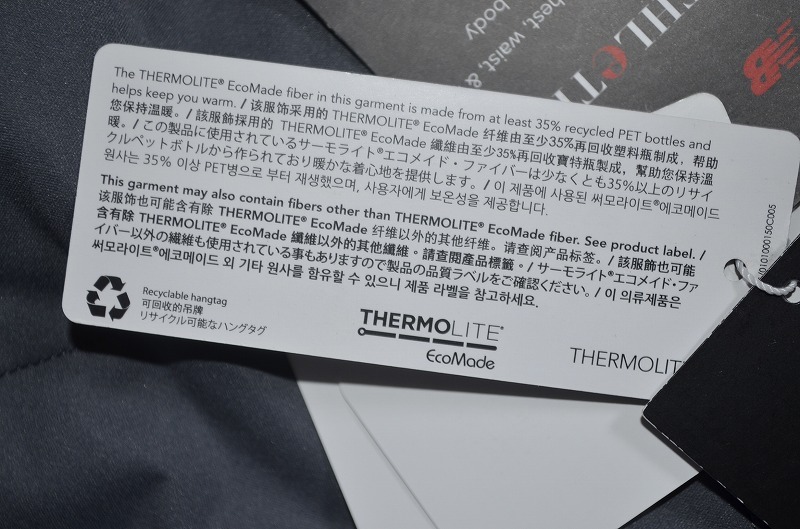 The THERMOLITE® EcoMade fiber in this garment is made from at least 35% recycled PET bottles and
helps keep you warm. / 该服饰采用的 THERMOLITE® EcoMade 纤维由至少35%再回收塑料瓶制成，帮助
您保持温暖。/ 該服飾採用的 THERMOLITE® EcoMade 纖維由至少35%再回收寶特瓶製成，幫助您保持溫
暖。/ この製品に使用されているサーモライト®エコメイド・ファイバーは少なくとも35%以上のリサイ
クルペットボトルから作られており暖かな着心地を提供します。/ 이 제품에 사용된 써모라이트®에코메이드
원사는 35% 이상 PET병으로 부터 재생했으며, 사용자에게 보온성을 제공합니다.
This garment may also contain fibers other than THERMOLITE® EcoMade fiber. See product label. /
该服饰也可能含有除 THERMOLITE® EcoMade 纤维以外的其他纤维。请查阅产品标签。/ 該服飾也可能
含有除 THERMOLITE® EcoMade 纖維以外的其他纖維。請查閱產品標籤。/ サーモライト®エコメイド・ファ
イバー以外の繊維も使用されている事もありますので製品の品質ラベルをご確認ください。/ 이 의류제품은
써모라이트®에코메이드 외 기타 원사를 함유할 수 있으니 제품 라벨을 참고하세요.
Recyclable hangtag
可回收的吊牌
リサイクル可能なハングタグ
THERMOLITE®
EcoMade
THERMOLIT
hest, waist, &
body